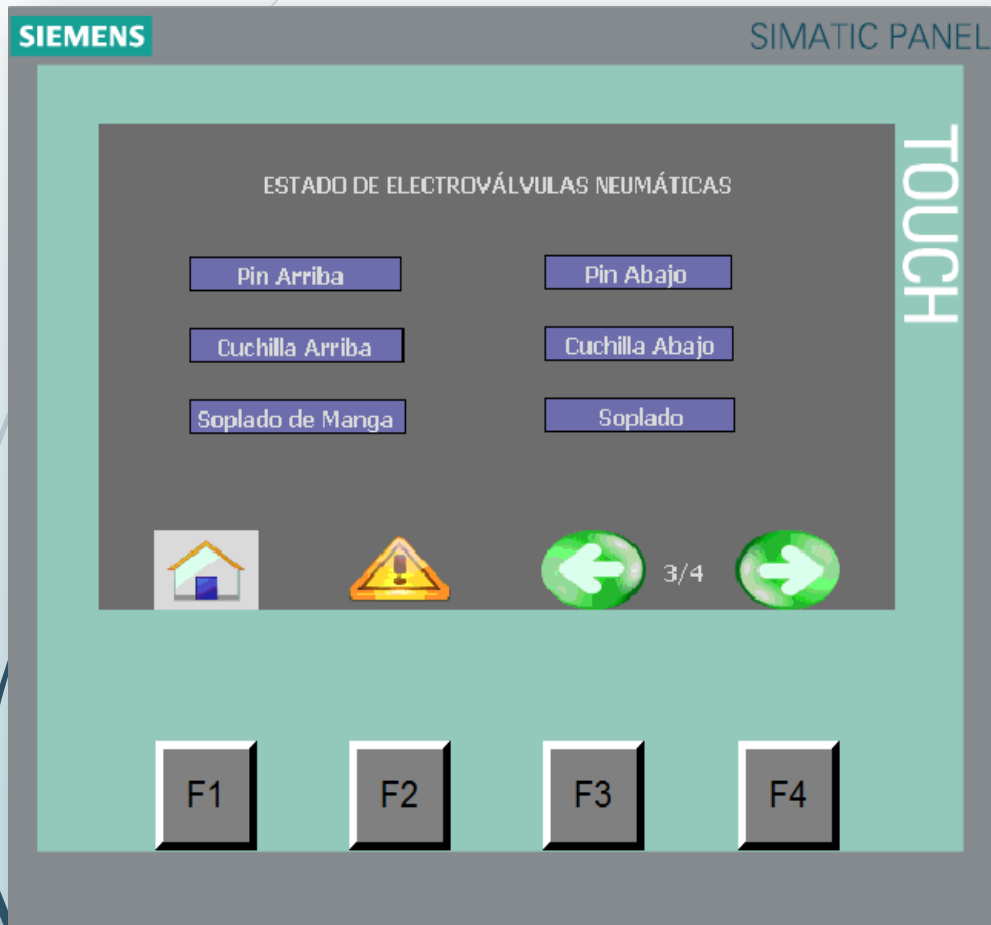 SIEMENS
SIMATIC PANEL
TOUCH
ESTADO DE ELECTROVÁLVULAS NEUMÁTICAS
Pin Arriba
Pin Abajo
Cuchilla Arriba
Cuchilla Abajo
Soplado de Manga
Soplado
3/4
F1
F2
F3
F4